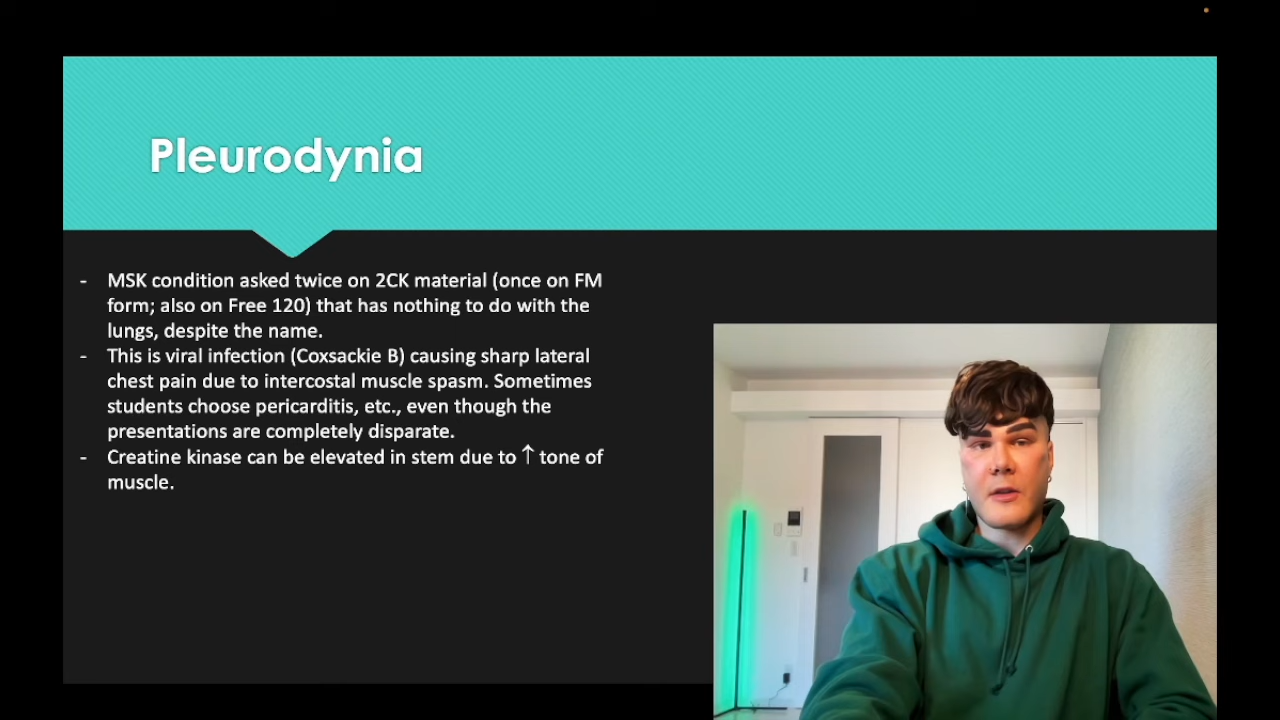 Pleurodynia
- MSK condition asked twice on 2CK material (once on FM
form; also on Free 120) that has nothing to do with the
lungs, despite the name.
- This is viral infection (Coxsackie B) causing sharp lateral
chest pain due to intercostal muscle spasm. Sometimes
students choose pericarditis, etc., even though the
presentations are completely disparate.
- Creatine kinase can be elevated in stem due to ↑ tone of
muscle.